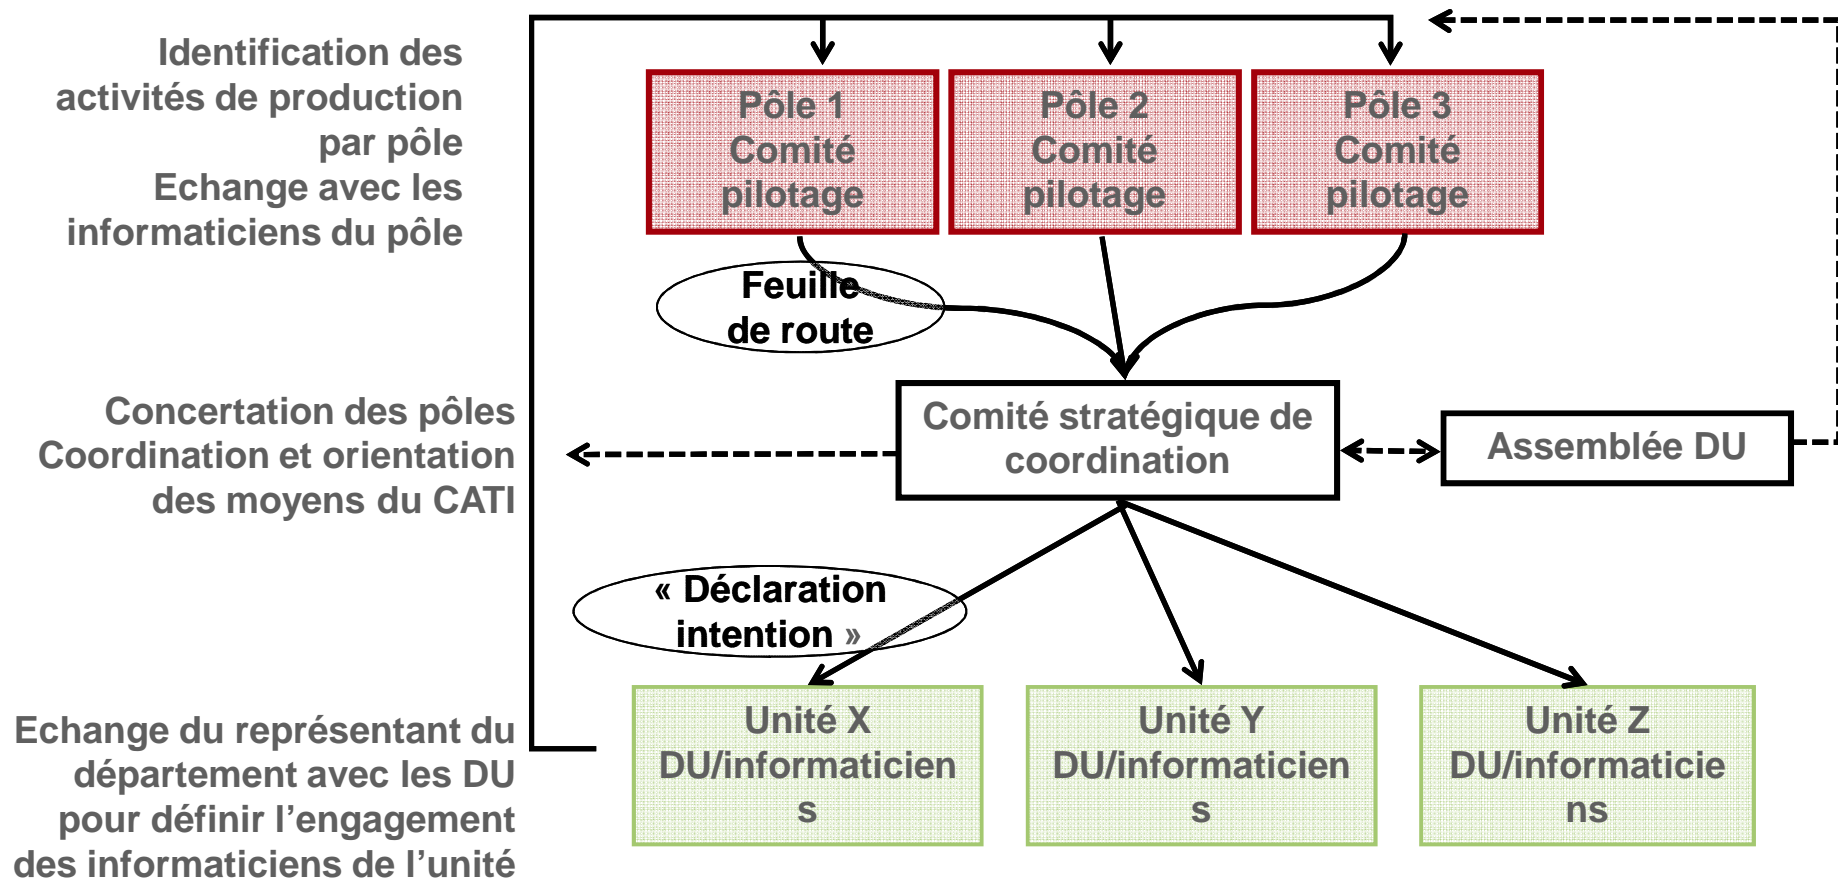 Identification des
activités de production
par pôle
Echange avec les
informaticiens du pôle
Pôle 1
Comité
pilotage
Pôle 2
Comité
pilotage
Pôle 3
Comité
pilotage
Feuille
de route
Concertation des pôles
Coordination et orientation
des moyens du CATI
Comité stratégique de
coordination
Assemblée DU
« Déclaration
intention »
Echange du représentant du
département avec les DU
pour définir l’engagement
des informaticiens de l’unité
Unité X
DU/informaticien
s
Unité Y
DU/informaticien
s
Unité Z
DU/informaticie
ns